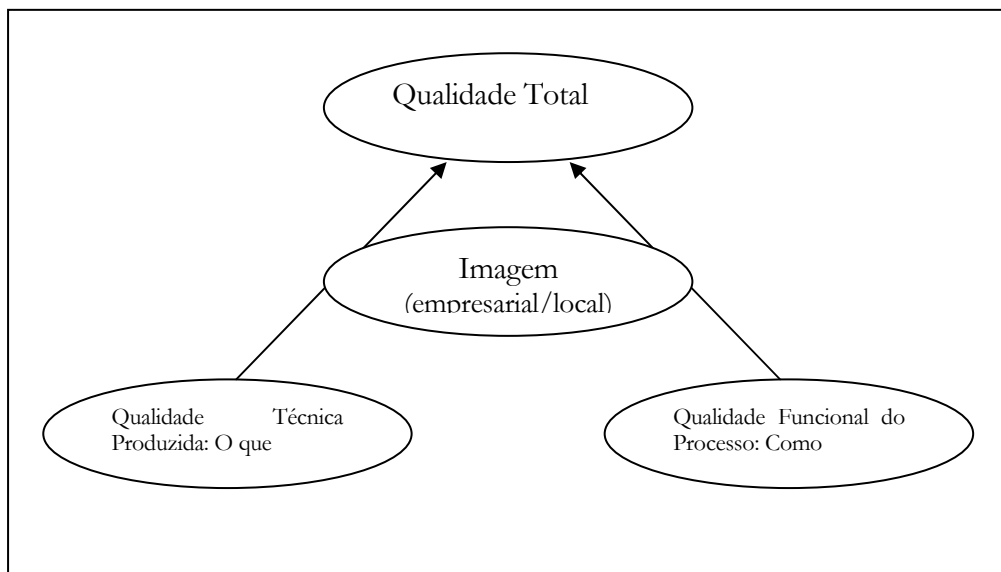 Qualidade Total
Imagem
(empresarial/local)
Qualidade Técnica
Produzida: O que
Qualidade Funcional do
Processo: Como